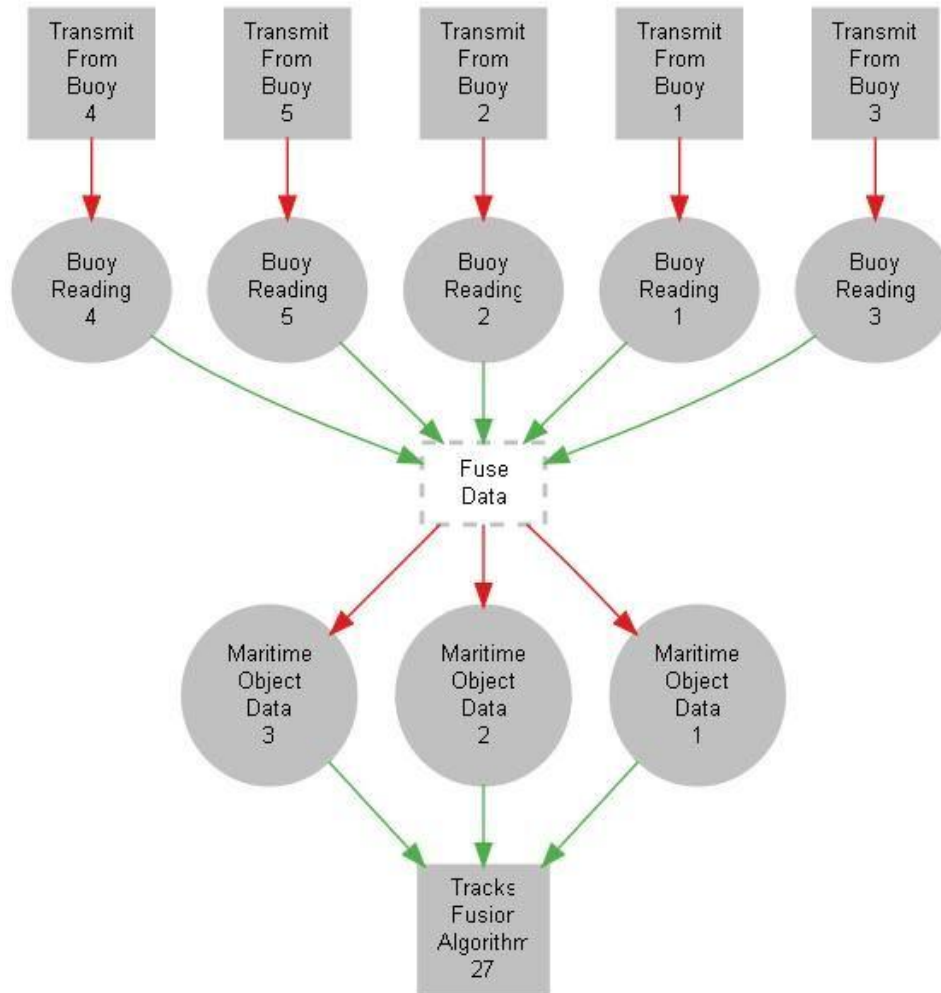 Transmit
From
Buoy
4
Transmit
From
Buoy
5
Transmit
From
Buoy
2
Transmit
From
Buoy
1
Transmit
From
Buoy
3
Buoy
Reading
4
Buoy
Reading
5
Buoy
Reading
2
Buoy
Reading
1
Buoy
Reading
3
Fuse
Data
Maritime
Object
Data
3
Maritime
Object
Data
2
Maritime
Object
Data
1
Tracks
Fusion
Algorithm
27